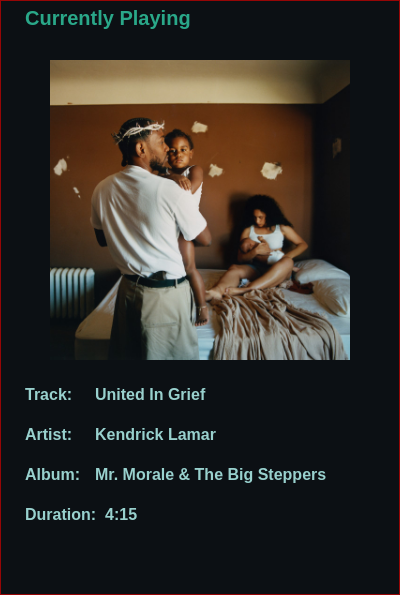 Currently Playing
Track: United In Grief
Artist: Kendrick Lamar
Album: Mr. Morale & The Big Steppers
Duration: 4:15